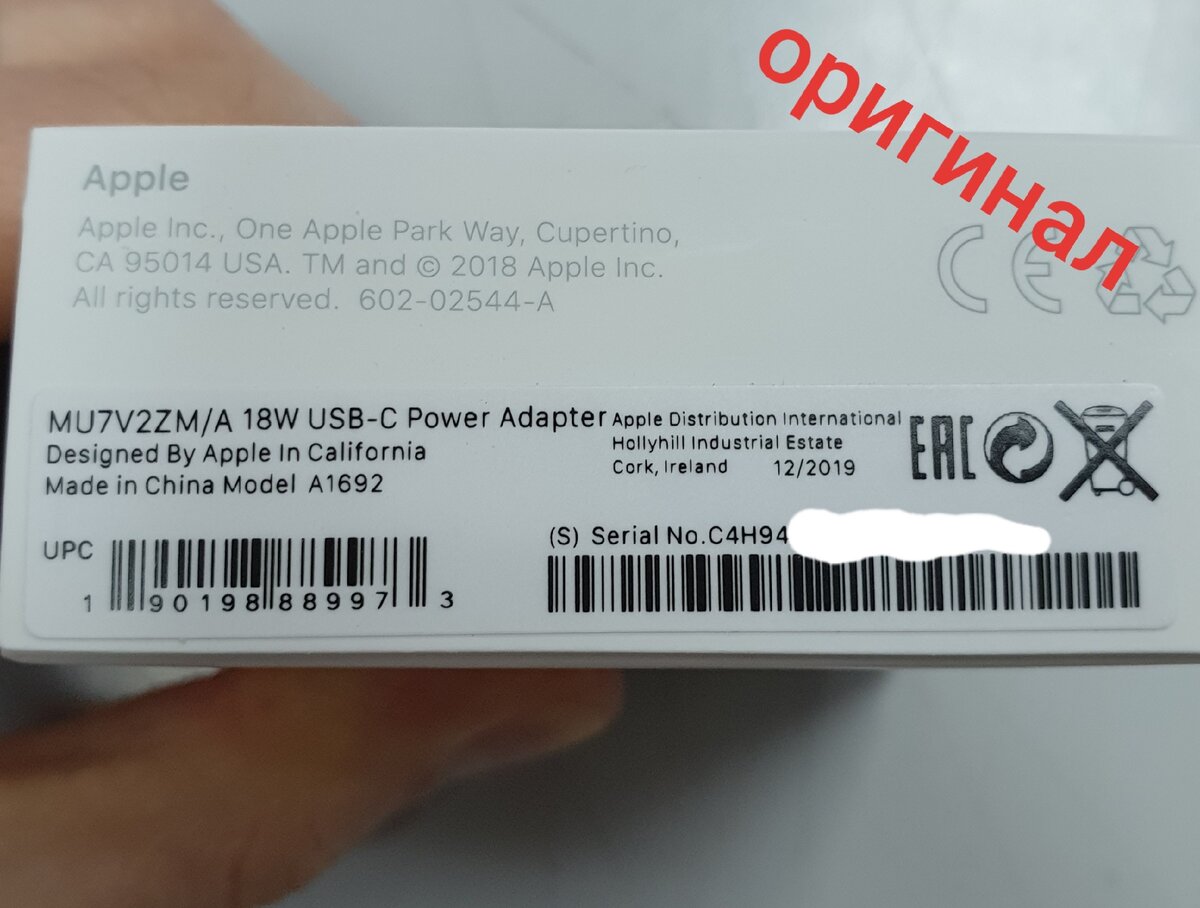 оригинал
Apple
Apple Inc., One Apple Park Way, Cupertino,
CA 95014 USA. TM and © 2018 Apple Inc.
All rights reserved. 602-02544-A
CE
MU7V2ZM/A 18W USB-C Power Adapter
Designed By Apple In California
Made in China Model A1692
Apple Distribution International
Hollyhill Industrial Estate
Cork, Ireland 12/2019
EAC
UPC
1 90198 88997 3
(S) Serial No.C4H94